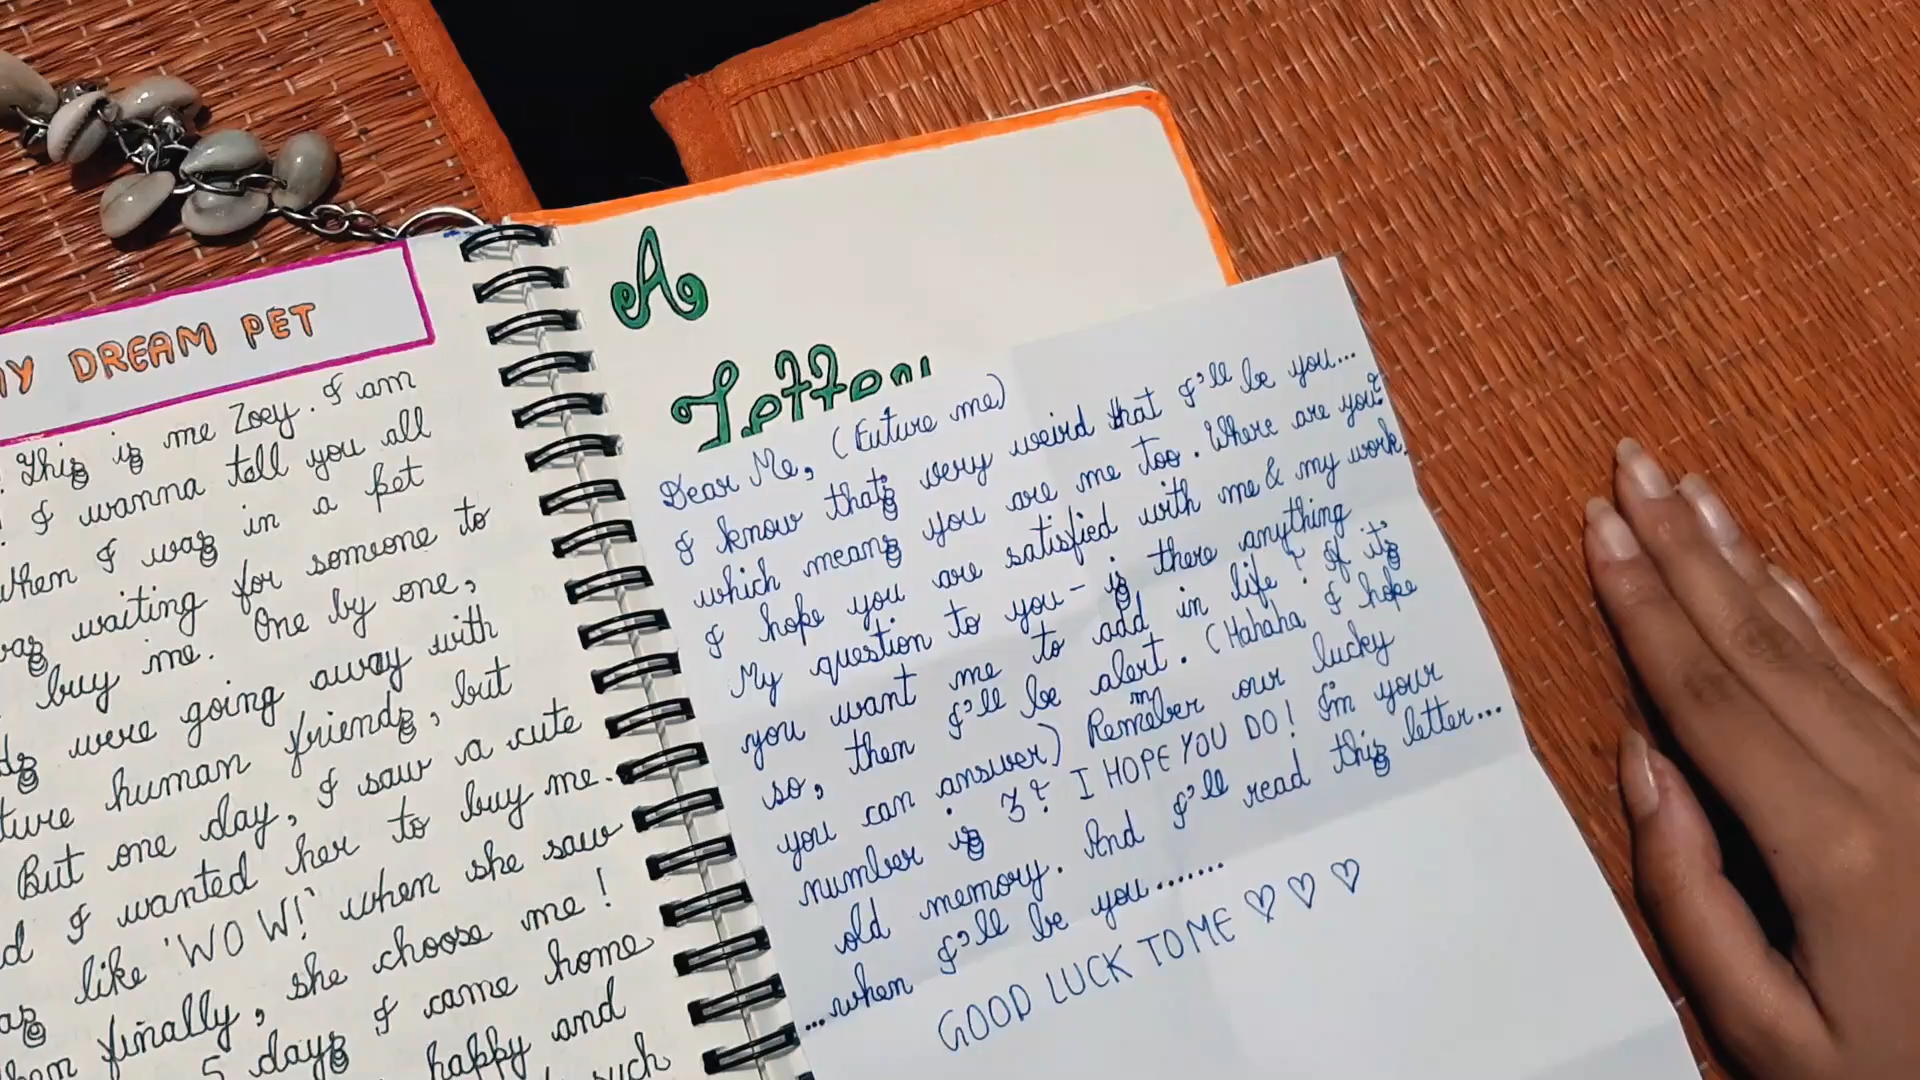 MY DREAM PET
! This is me Zoey. I am
! I wanna tell you all
when I was in a pet
was waiting for someone to
buy me. One by one,
were going away with
human friends, but
But one day, I saw a cute
I wanted her to buy me.
like 'WOW!' when she saw
finally, she choose me!
5 days I came home
happy and
such
A
Letter
Dear Me, (Future me)
I know that's very weird that I'll be you...
which means you are me too. Where are you?
I hope you are satisfied with me & my work.
My question to you - is there anything
you want me to add in life? If it's
so, then I'll be alert. (Hahaha I hope
you can answer) Remember our lucky
number is 3? I HOPE YOU DO! I'm your
old memory. And I'll read this letter...
...when I'll be you.......
GOOD LUCK TO ME ♡ ♡ ♡